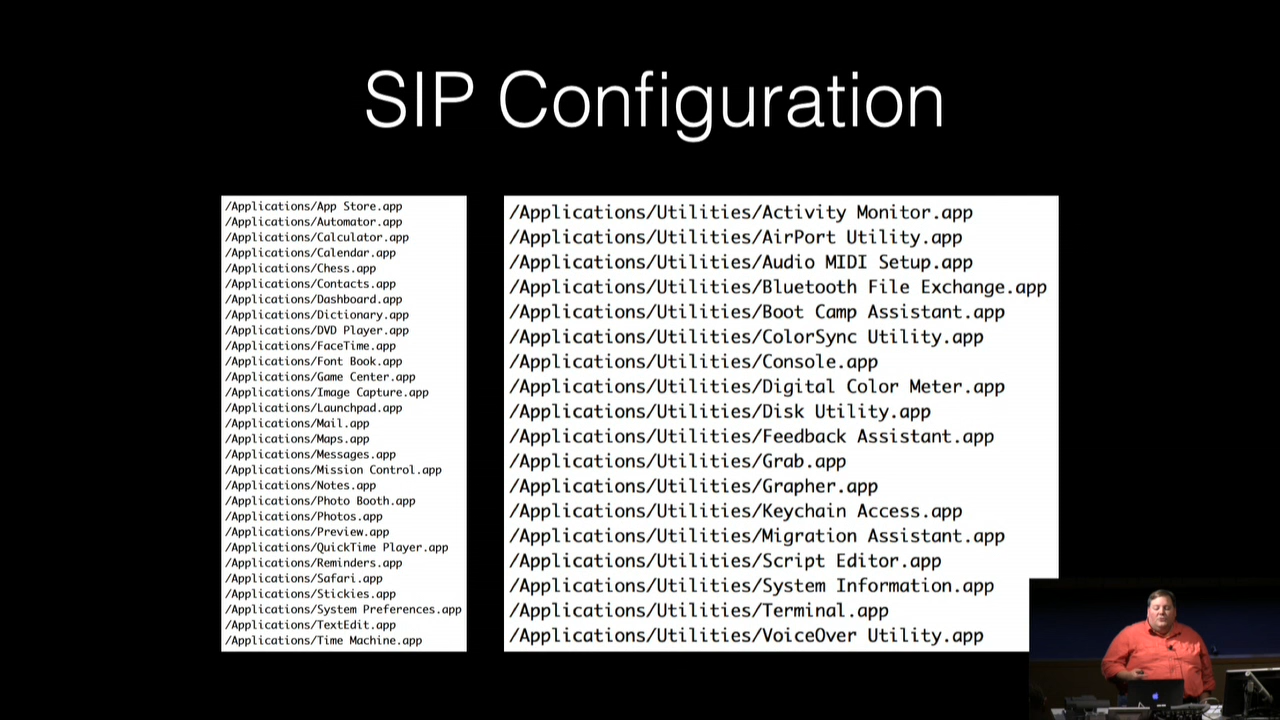 SIP Configuration
/Applications/App Store.app
/Applications/Automator.app
/Applications/Calculator.app
/Applications/Calendar.app
/Applications/Chess.app
/Applications/Contacts.app
/Applications/Dashboard.app
/Applications/Dictionary.app
/Applications/DVD Player.app
/Applications/FaceTime.app
/Applications/Font Book.app
/Applications/Game Center.app
/Applications/Image Capture.app
/Applications/Launchpad.app
/Applications/Mail.app
/Applications/Maps.app
/Applications/Messages.app
/Applications/Mission Control.app
/Applications/Notes.app
/Applications/Photo Booth.app
/Applications/Photos.app
/Applications/Preview.app
/Applications/QuickTime Player.app
/Applications/Reminders.app
/Applications/Safari.app
/Applications/Stickies.app
/Applications/System Preferences.app
/Applications/TextEdit.app
/Applications/Time Machine.app
/Applications/Utilities/Activity Monitor.app
/Applications/Utilities/AirPort Utility.app
/Applications/Utilities/Audio MIDI Setup.app
/Applications/Utilities/Bluetooth File Exchange.app
/Applications/Utilities/Boot Camp Assistant.app
/Applications/Utilities/ColorSync Utility.app
/Applications/Utilities/Console.app
/Applications/Utilities/Digital Color Meter.app
/Applications/Utilities/Disk Utility.app
/Applications/Utilities/Feedback Assistant.app
/Applications/Utilities/Grab.app
/Applications/Utilities/Grapher.app
/Applications/Utilities/Keychain Access.app
/Applications/Utilities/Migration Assistant.app
/Applications/Utilities/Script Editor.app
/Applications/Utilities/System Information.app
/Applications/Utilities/Terminal.app
/Applications/Utilities/VoiceOver Utility.app